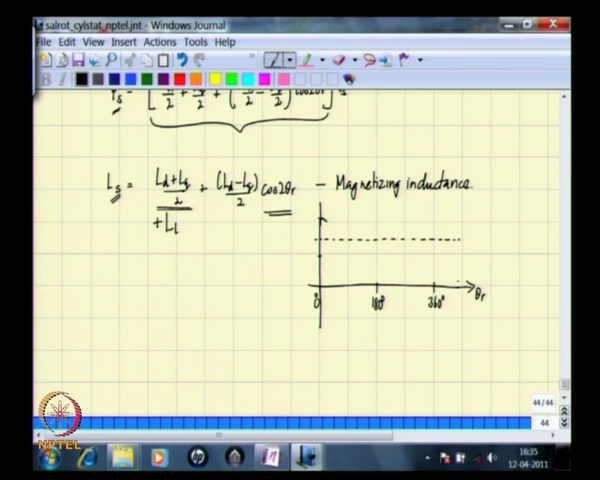 salrot_cylstat_nptel.jnt - Windows Journal
File Edit View Insert Actions Tools Help
Ls = Ld+Lq/2 + (Ld-Lq)/2 cos2θr - Magnetizing inductance.
+Ll
0 180° 360° θr
44/44
44
NPTEL
16:35
12-04-2011